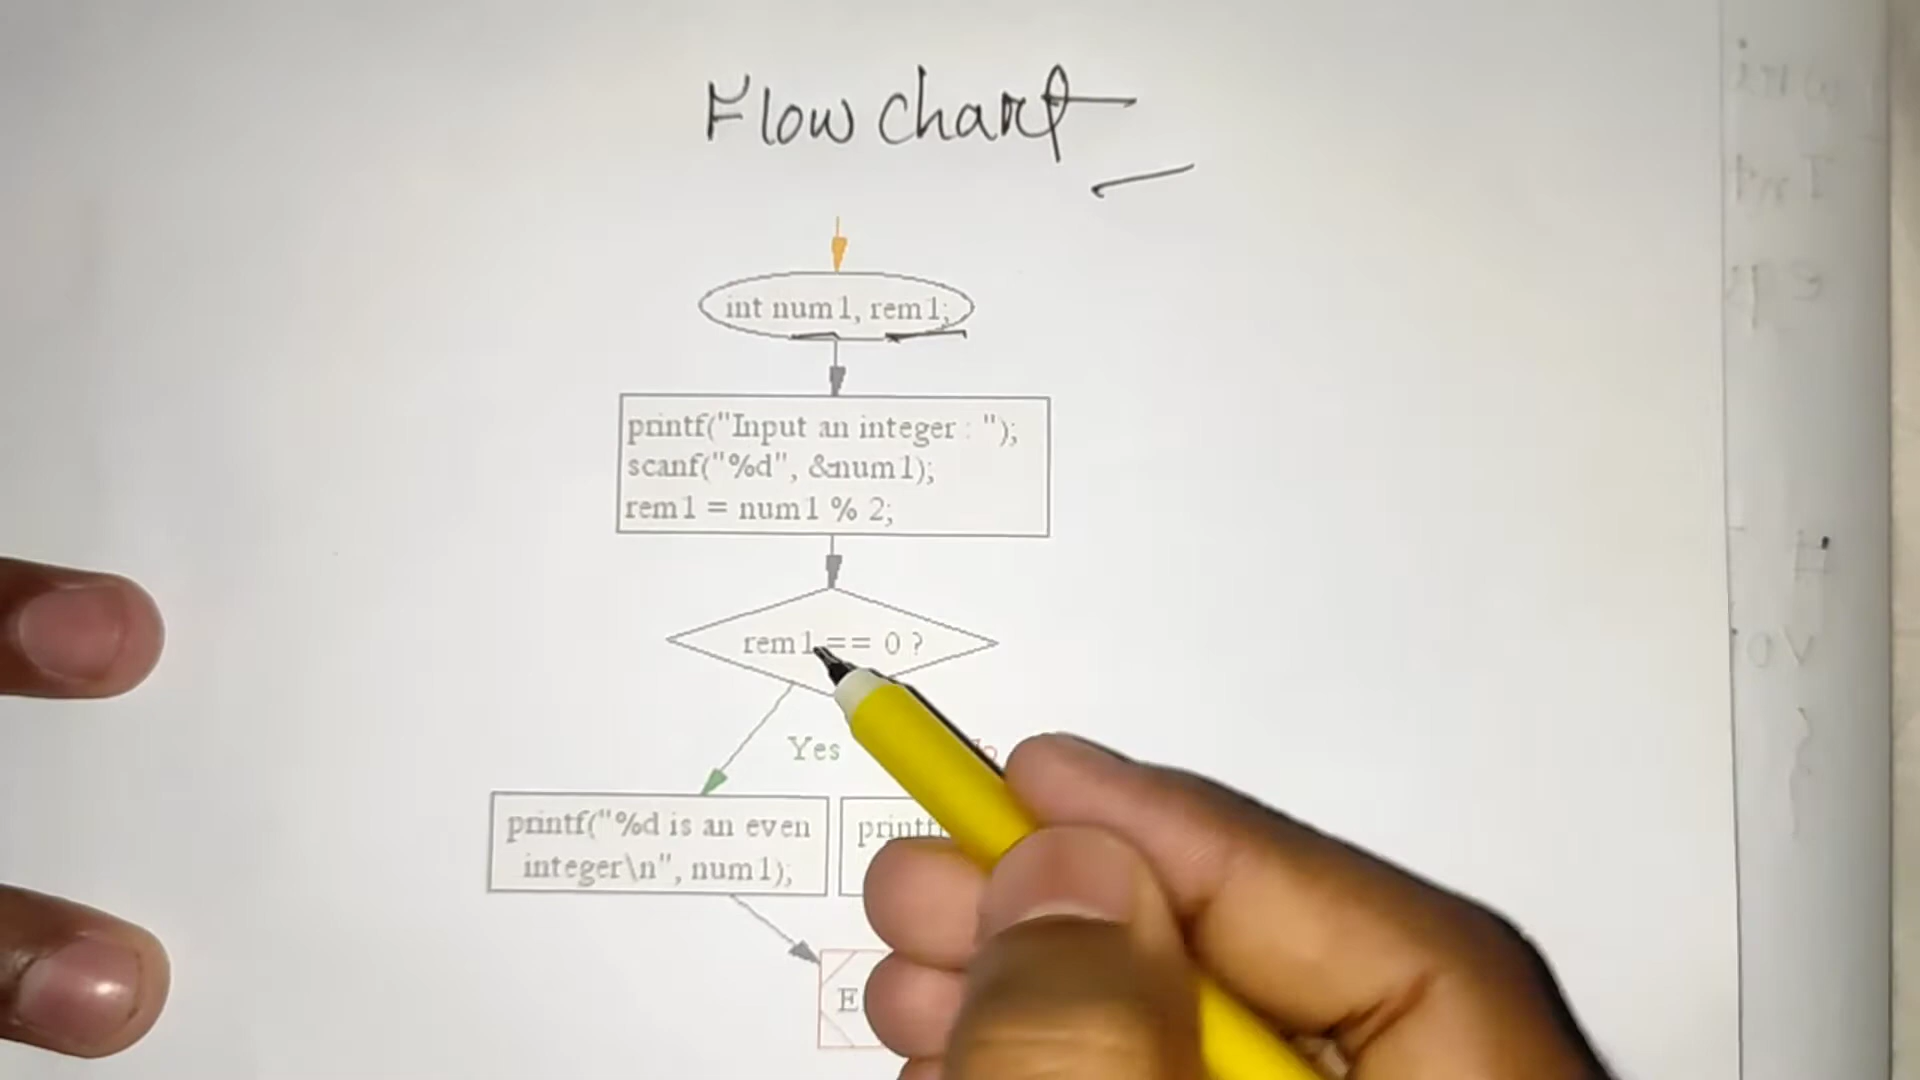 Flow chart
int num1, rem1;
printf("Input an integer : ");
scanf("%d", &num1);
rem1 = num1 % 2;
rem1 == 0 ?
Yes
printf("%d is an even
integer\n", num1);